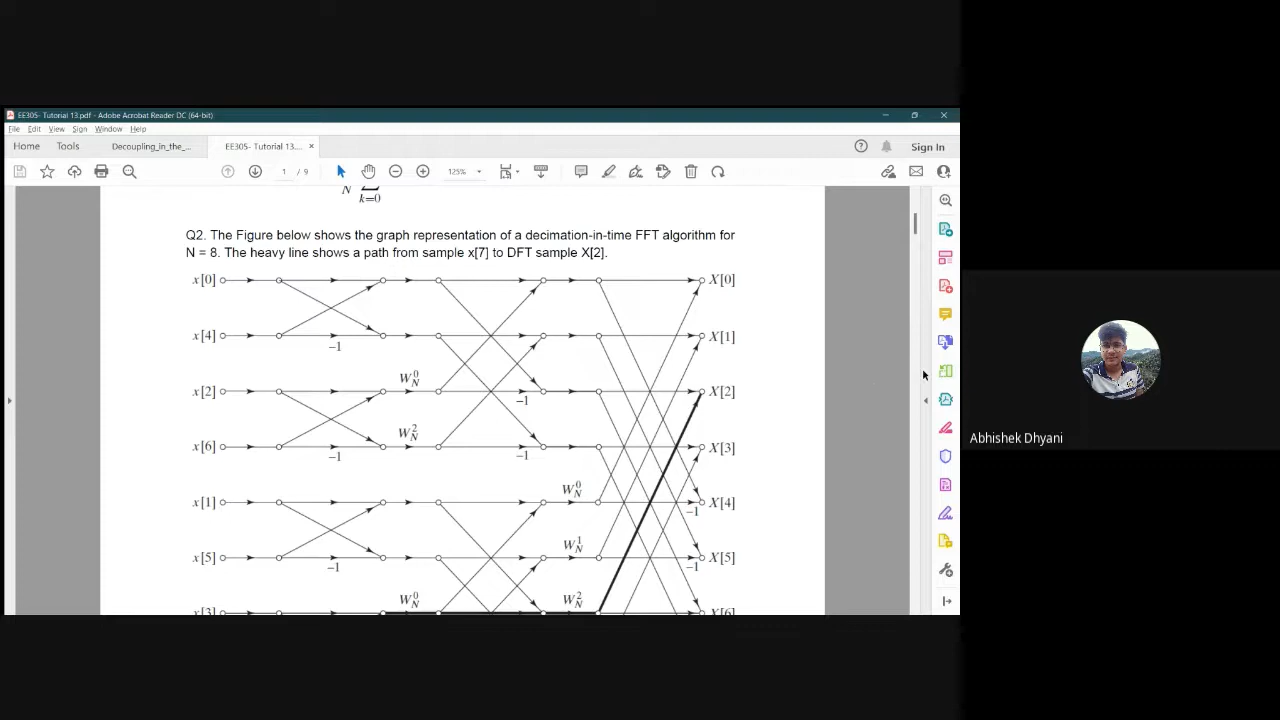 EE305- Tutorial 13.pdf - Adobe Acrobat Reader DC (64-bit)
File Edit View Sign Window Help
Home Tools Decoupling_in_the_... EE305- Tutorial 13.... × Sign In
1 / 9 125%
N ∑
k=0
Q2. The Figure below shows the graph representation of a decimation-in-time FFT algorithm for
N = 8. The heavy line shows a path from sample x[7] to DFT sample X[2].
x[0] X[0]
x[4] X[1]
−1
W_N^0
x[2] X[2]
−1
W_N^2
x[6] X[3]
−1 −1
W_N^0
x[1] X[4]
−1
W_N^1
x[5] X[5]
−1 −1
W_N^0 W_N^2
x[3] X[6]
Abhishek Dhyani